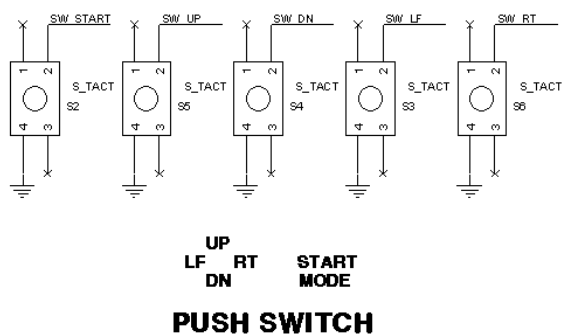 SW_START SW_UP SW_DN SW_LF SW_RT
1 2 1 2 1 2 1 2 1 2
S_TACT S_TACT S_TACT S_TACT S_TACT
S2 S5 S4 S3 S6
4 3 4 3 4 3 4 3 4 3
UP
LF RT START
DN MODE
PUSH SWITCH